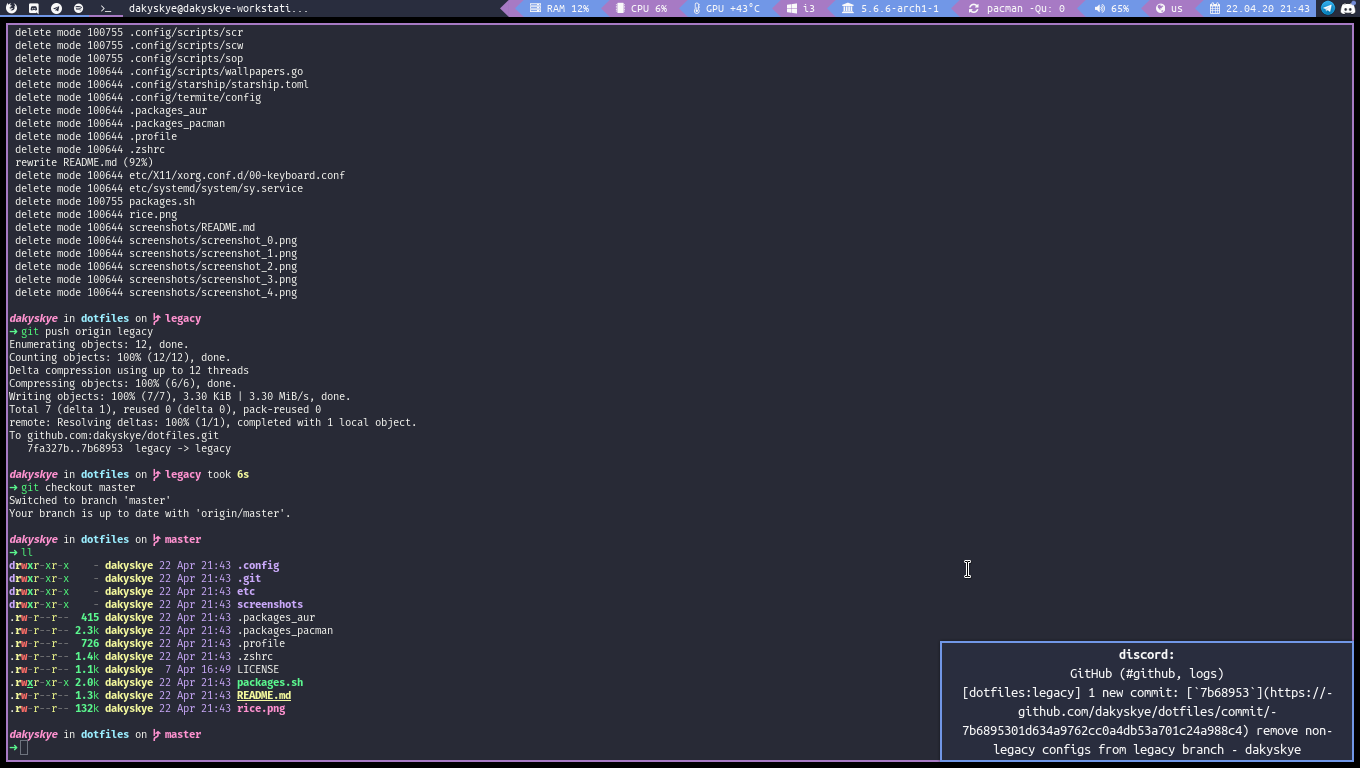 dakyskye@dakyskye-workstati...
RAM 12%
CPU 6%
GPU +43°C
i3
5.6.6-arch1-1
pacman -Qu: 0
65%
us
22.04.20 21:43
delete mode 100755 .config/scripts/scr
delete mode 100755 .config/scripts/scw
delete mode 100755 .config/scripts/sop
delete mode 100644 .config/scripts/wallpapers.go
delete mode 100644 .config/starship/starship.toml
delete mode 100644 .config/termite/config
delete mode 100644 .packages_aur
delete mode 100644 .packages_pacman
delete mode 100644 .profile
delete mode 100644 .zshrc
rewrite README.md (92%)
delete mode 100644 etc/X11/xorg.conf.d/00-keyboard.conf
delete mode 100644 etc/systemd/system/sy.service
delete mode 100755 packages.sh
delete mode 100644 rice.png
delete mode 100644 screenshots/README.md
delete mode 100644 screenshots/screenshot_0.png
delete mode 100644 screenshots/screenshot_1.png
delete mode 100644 screenshots/screenshot_2.png
delete mode 100644 screenshots/screenshot_3.png
delete mode 100644 screenshots/screenshot_4.png
dakyskye in dotfiles on legacy
➜ git push origin legacy
Enumerating objects: 12, done.
Counting objects: 100% (12/12), done.
Delta compression using up to 12 threads
Compressing objects: 100% (6/6), done.
Writing objects: 100% (7/7), 3.30 KiB | 3.30 MiB/s, done.
Total 7 (delta 1), reused 0 (delta 0), pack-reused 0
remote: Resolving deltas: 100% (1/1), completed with 1 local object.
To github.com:dakyskye/dotfiles.git
7fa327b..7b68953  legacy -> legacy
dakyskye in dotfiles on legacy took 6s
➜ git checkout master
Switched to branch 'master'
Your branch is up to date with 'origin/master'.
dakyskye in dotfiles on master
➜ ll
drwxr-xr-x    - dakyskye 22 Apr 21:43 .config
drwxr-xr-x    - dakyskye 22 Apr 21:43 .git
drwxr-xr-x    - dakyskye 22 Apr 21:43 etc
drwxr-xr-x    - dakyskye 22 Apr 21:43 screenshots
.rw-r--r--  415 dakyskye 22 Apr 21:43 .packages_aur
.rw-r--r-- 2.3k dakyskye 22 Apr 21:43 .packages_pacman
.rw-r--r--  726 dakyskye 22 Apr 21:43 .profile
.rw-r--r-- 1.4k dakyskye 22 Apr 21:43 .zshrc
.rw-r--r-- 1.1k dakyskye  7 Apr 16:49 LICENSE
.rwxr-xr-x 2.0k dakyskye 22 Apr 21:43 packages.sh
.rw-r--r-- 1.3k dakyskye 22 Apr 21:43 README.md
.rw-r--r-- 132k dakyskye 22 Apr 21:43 rice.png
dakyskye in dotfiles on master
➜
discord:
GitHub (#github, logs)
[dotfiles:legacy] 1 new commit: [`7b68953`](https://-
github.com/dakyskye/dotfiles/commit/-
7b6895301d634a9762cc0a4db53a701c24a988c4) remove non-
legacy configs from legacy branch - dakyskye